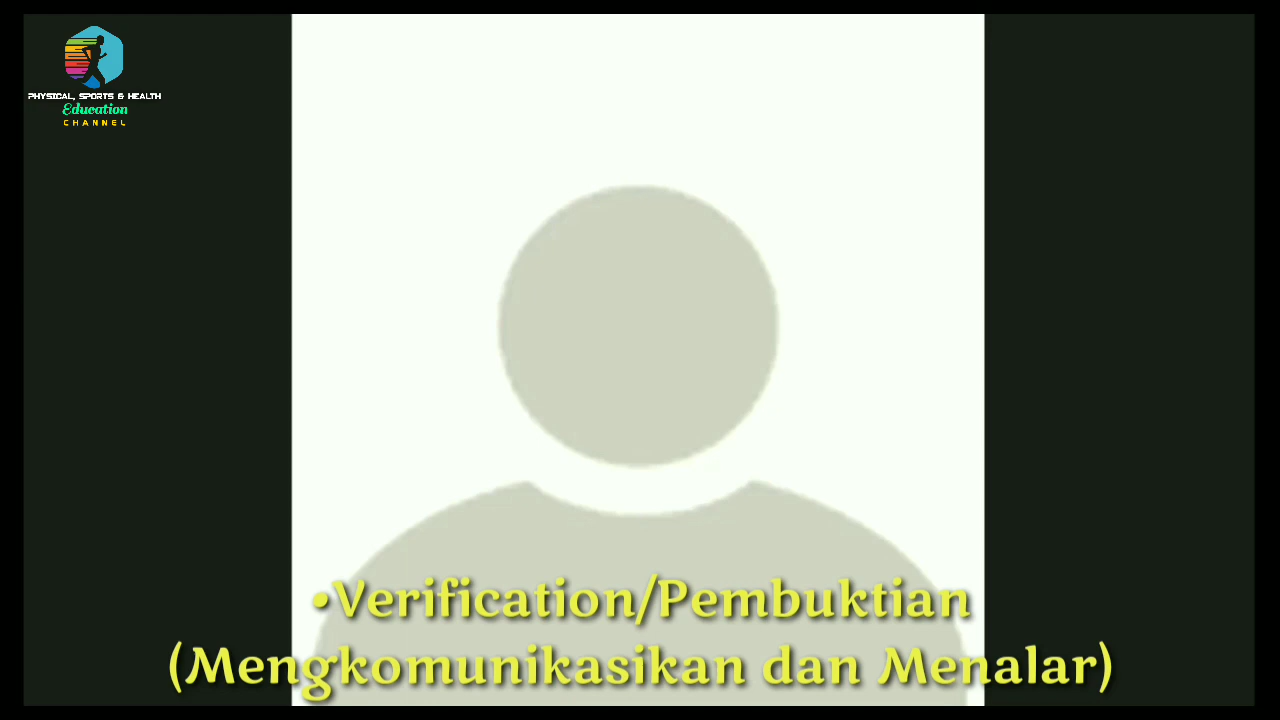 PHYSICAL, SPORTS & HEALTH
Education
CHANNEL
•Verification/Pembuktian
(Mengkomunikasikan dan Menalar)